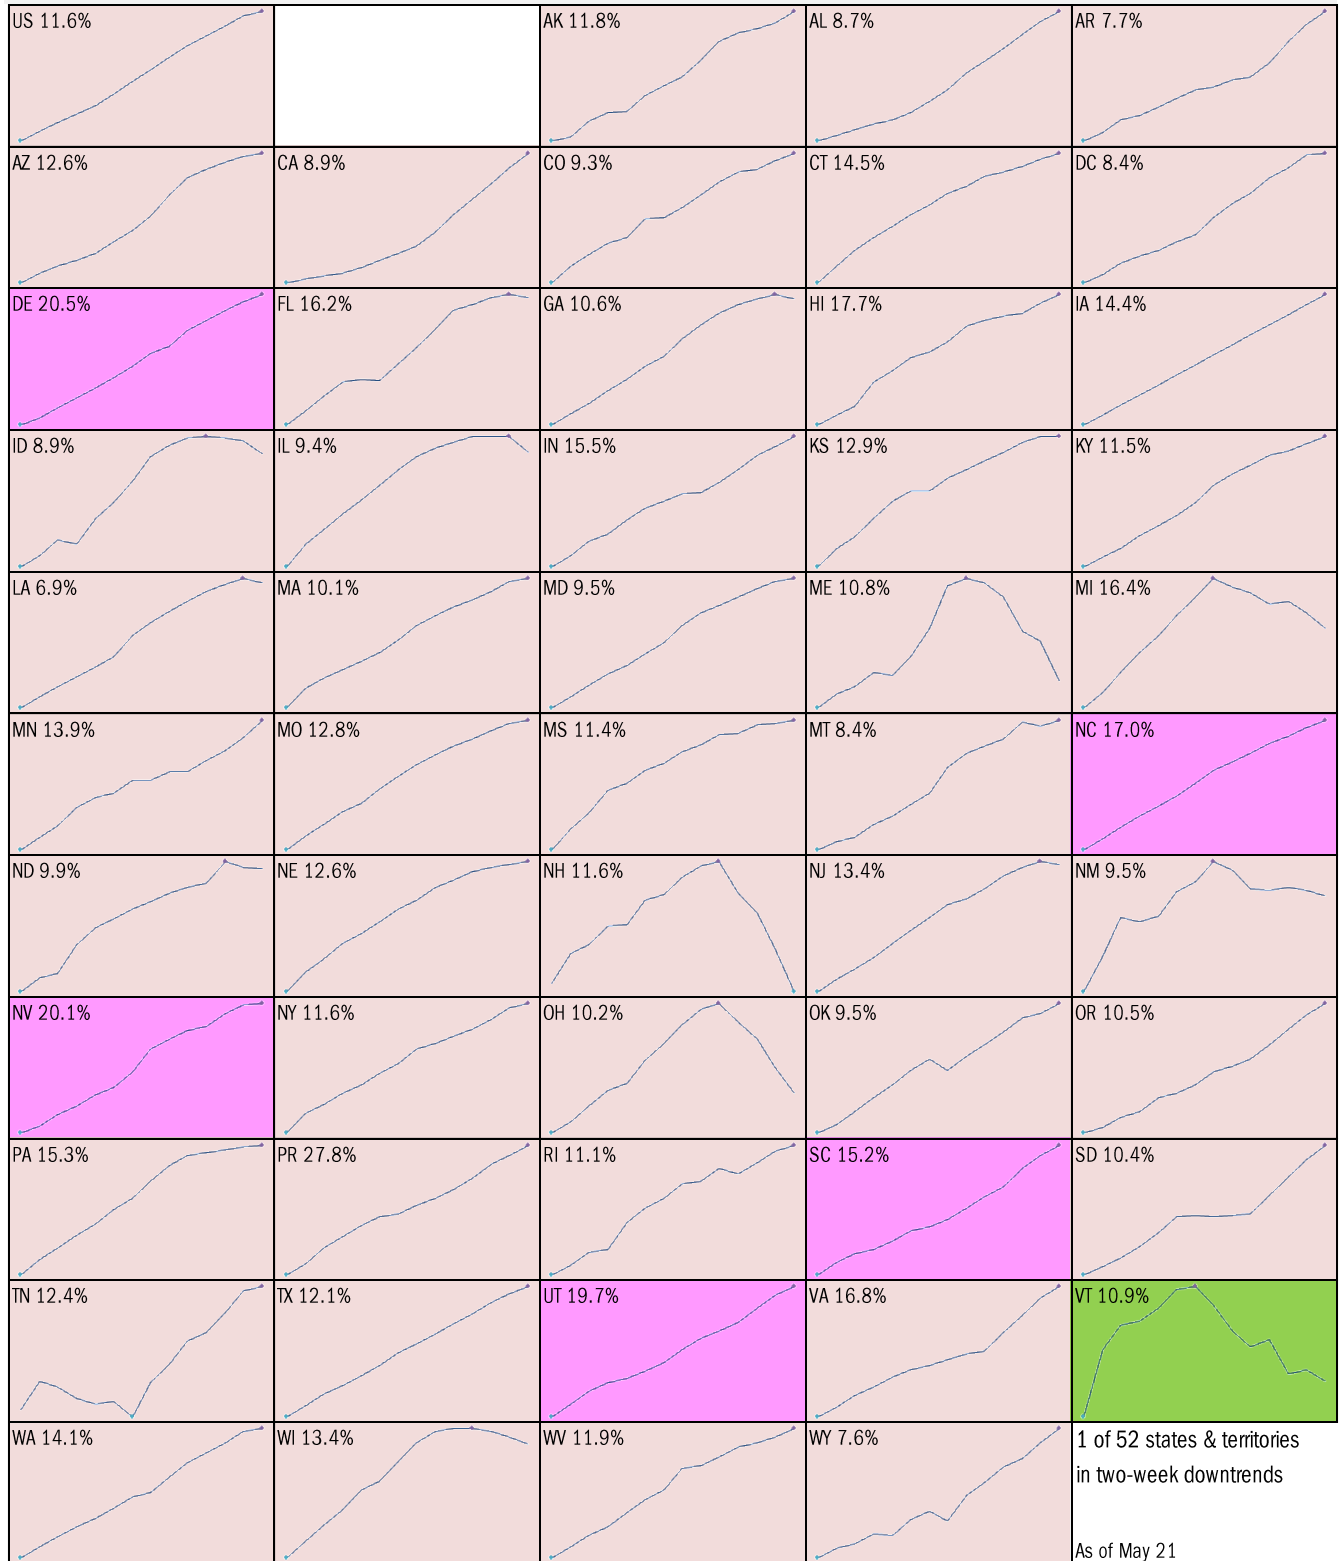 US 11.6%
AK 11.8%
AL 8.7%
AR 7.7%
AZ 12.6%
CA 8.9%
CO 9.3%
CT 14.5%
DC 8.4%
DE 20.5%
FL 16.2%
GA 10.6%
HI 17.7%
IA 14.4%
ID 8.9%
IL 9.4%
IN 15.5%
KS 12.9%
KY 11.5%
LA 6.9%
MA 10.1%
MD 9.5%
ME 10.8%
MI 16.4%
MN 13.9%
MO 12.8%
MS 11.4%
MT 8.4%
NC 17.0%
ND 9.9%
NE 12.6%
NH 11.6%
NJ 13.4%
NM 9.5%
NV 20.1%
NY 11.6%
OH 10.2%
OK 9.5%
OR 10.5%
PA 15.3%
PR 27.8%
RI 11.1%
SC 15.2%
SD 10.4%
TN 12.4%
TX 12.1%
UT 19.7%
VA 16.8%
VT 10.9%
WA 14.1%
WI 13.4%
WV 11.9%
WY 7.6%
1 of 52 states & territories
in two-week downtrends
As of May 21